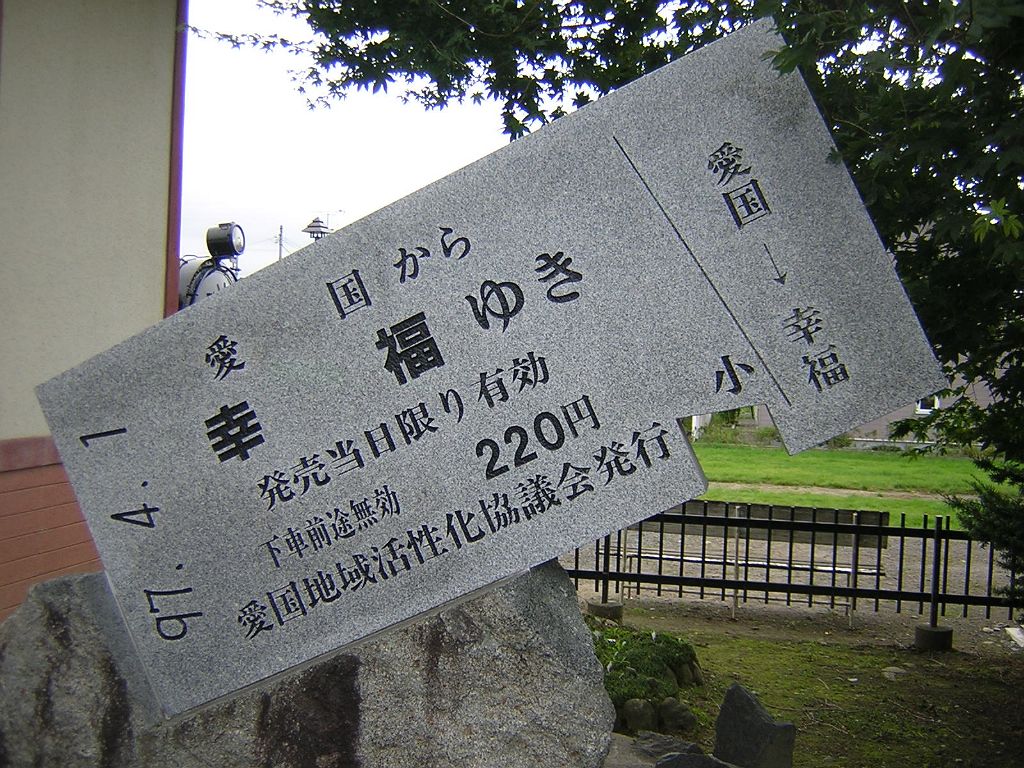 愛国から
幸福ゆき
発売当日限り有効
下車前途無効
220円
愛国地域活性化協議会発行
小
愛国→幸福
97.4.1